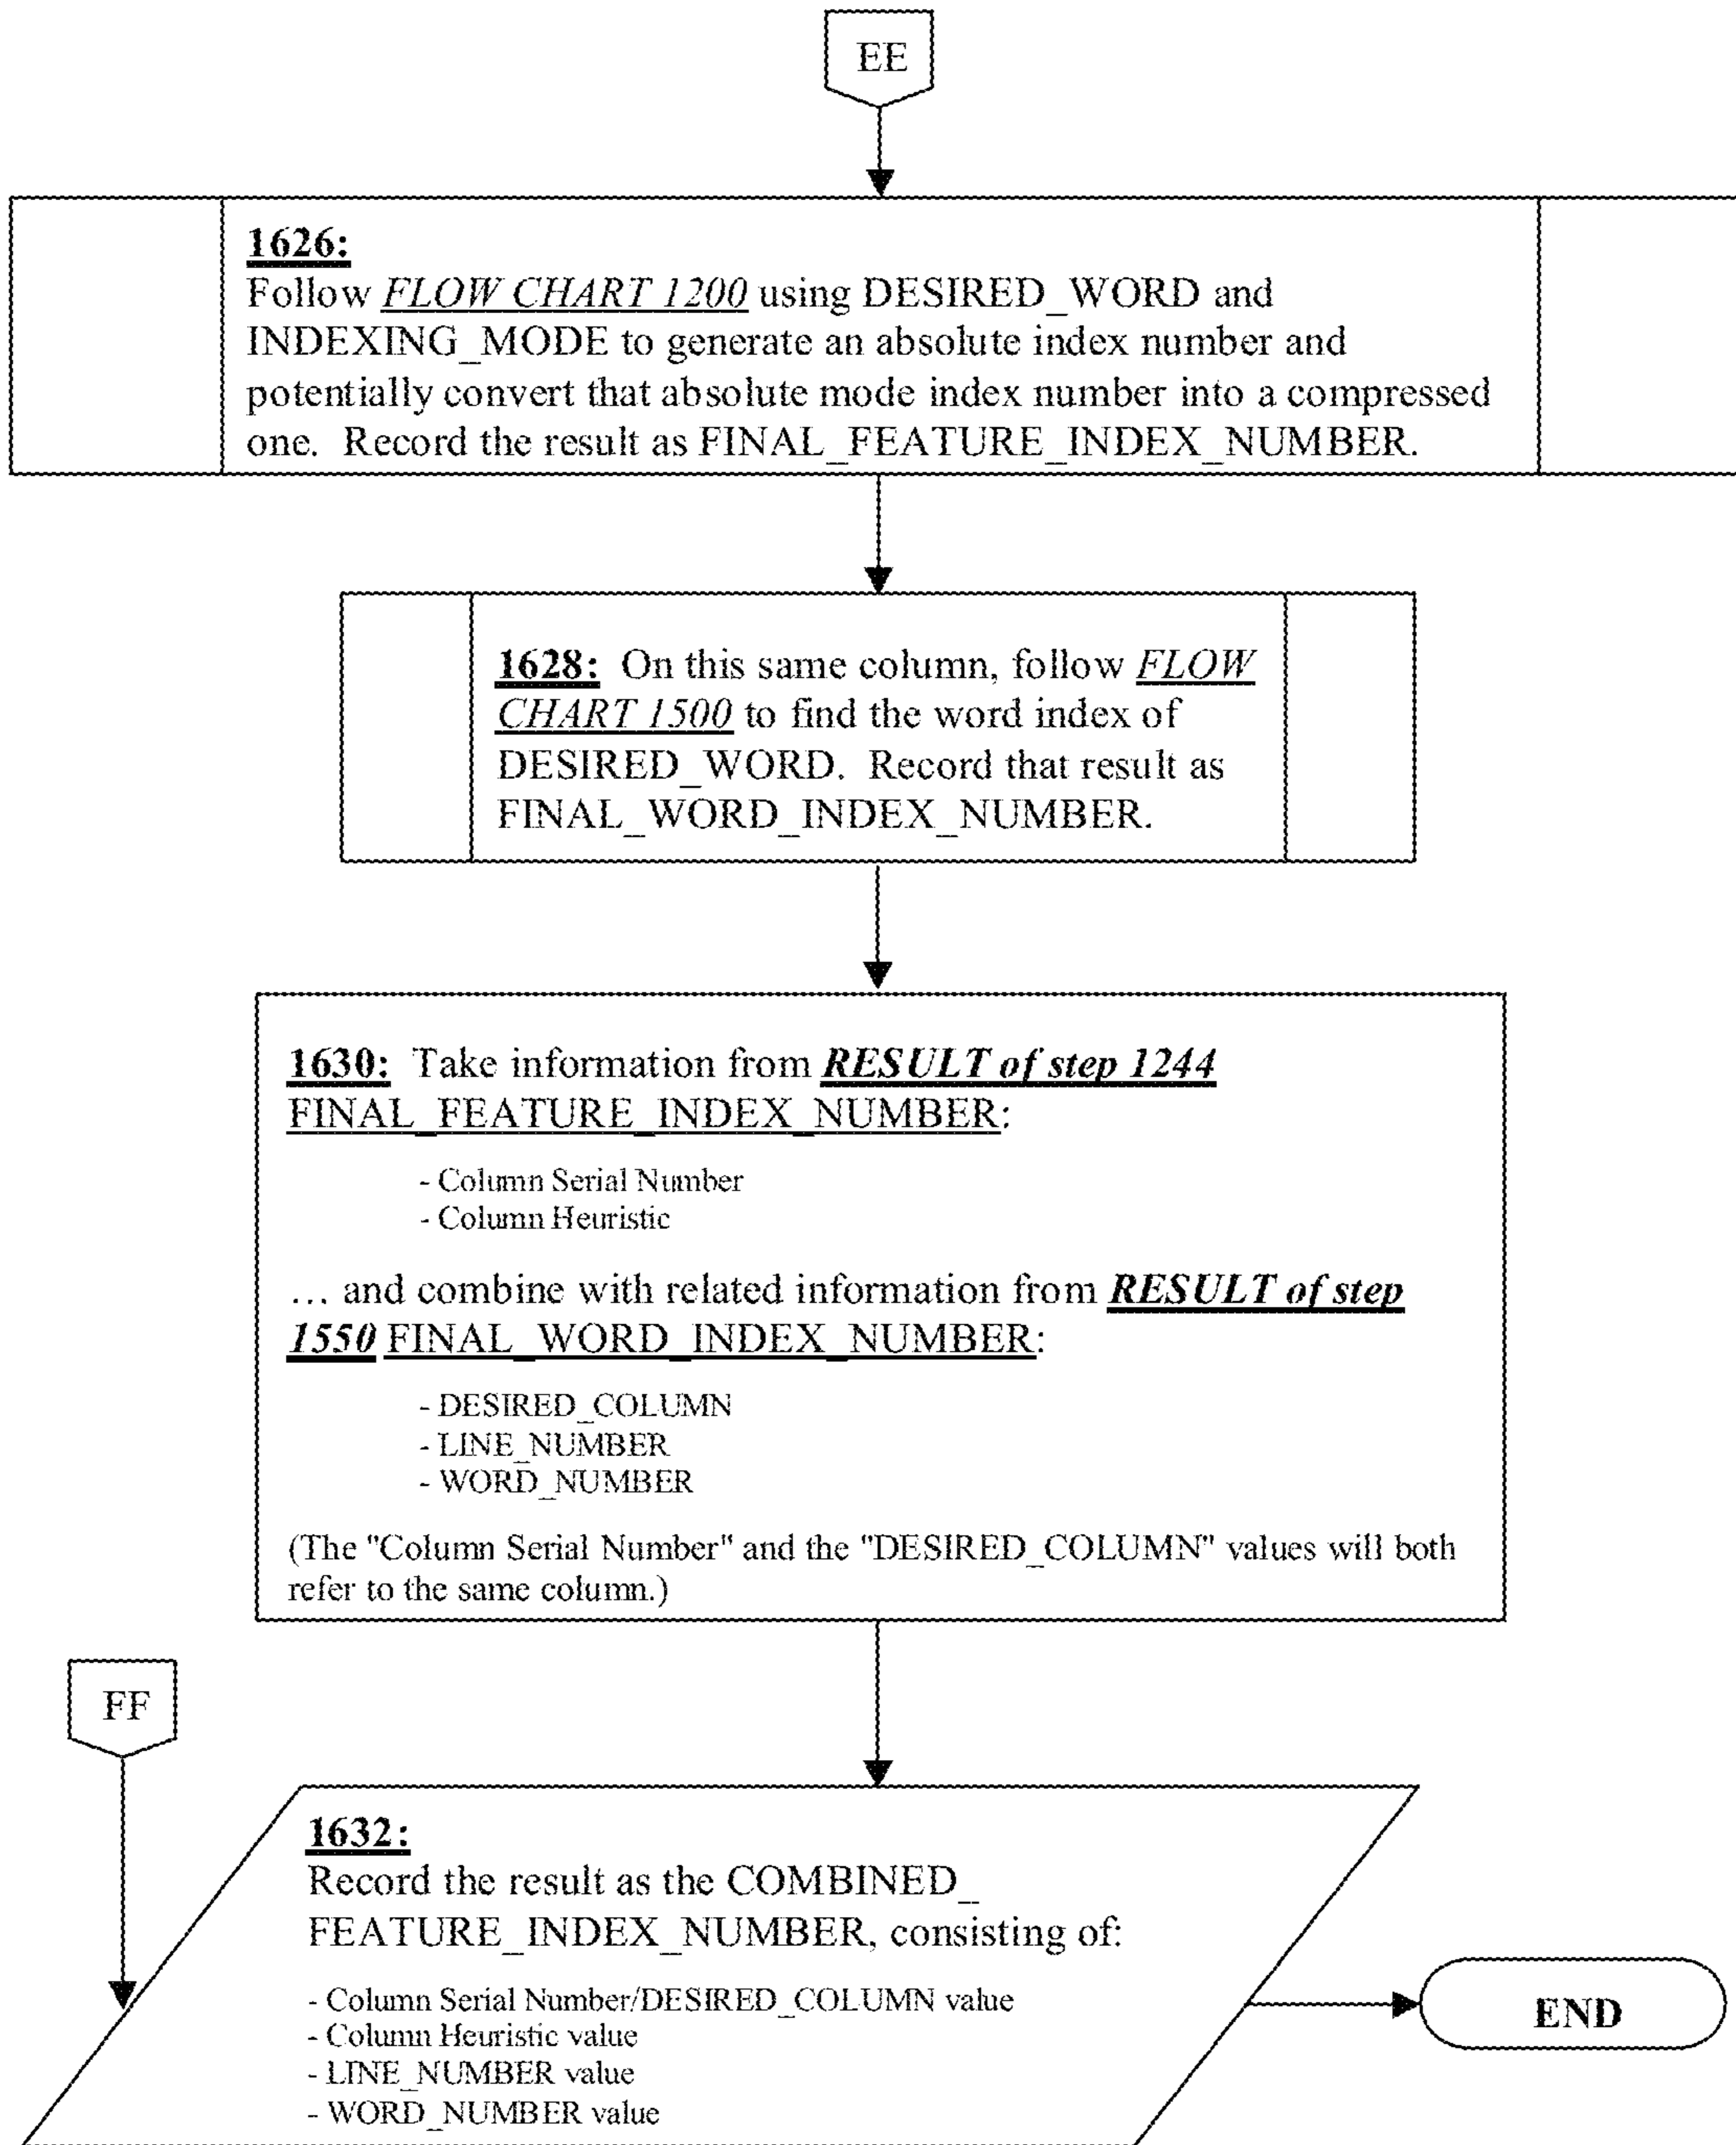 EE
1626:
Follow FLOW CHART 1200 using DESIRED_WORD and
INDEXING_MODE to generate an absolute index number and
potentially convert that absolute mode index number into a compressed
one. Record the result as FINAL_FEATURE_INDEX_NUMBER.
1628: On this same column, follow FLOW
CHART 1500 to find the word index of
DESIRED_WORD. Record that result as
FINAL_WORD_INDEX_NUMBER.
1630: Take information from RESULT of step 1244
FINAL_FEATURE_INDEX_NUMBER:
- Column Serial Number
- Column Heuristic
… and combine with related information from RESULT of step
1550 FINAL_WORD_INDEX_NUMBER:
- DESIRED_COLUMN
- LINE_NUMBER
- WORD_NUMBER
(The "Column Serial Number" and the "DESIRED_COLUMN" values will both
refer to the same column.)
FF
1632:
Record the result as the COMBINED_
FEATURE_INDEX_NUMBER, consisting of:
- Column Serial Number/DESIRED_COLUMN value
- Column Heuristic value
- LINE_NUMBER value
- WORD_NUMBER value
END